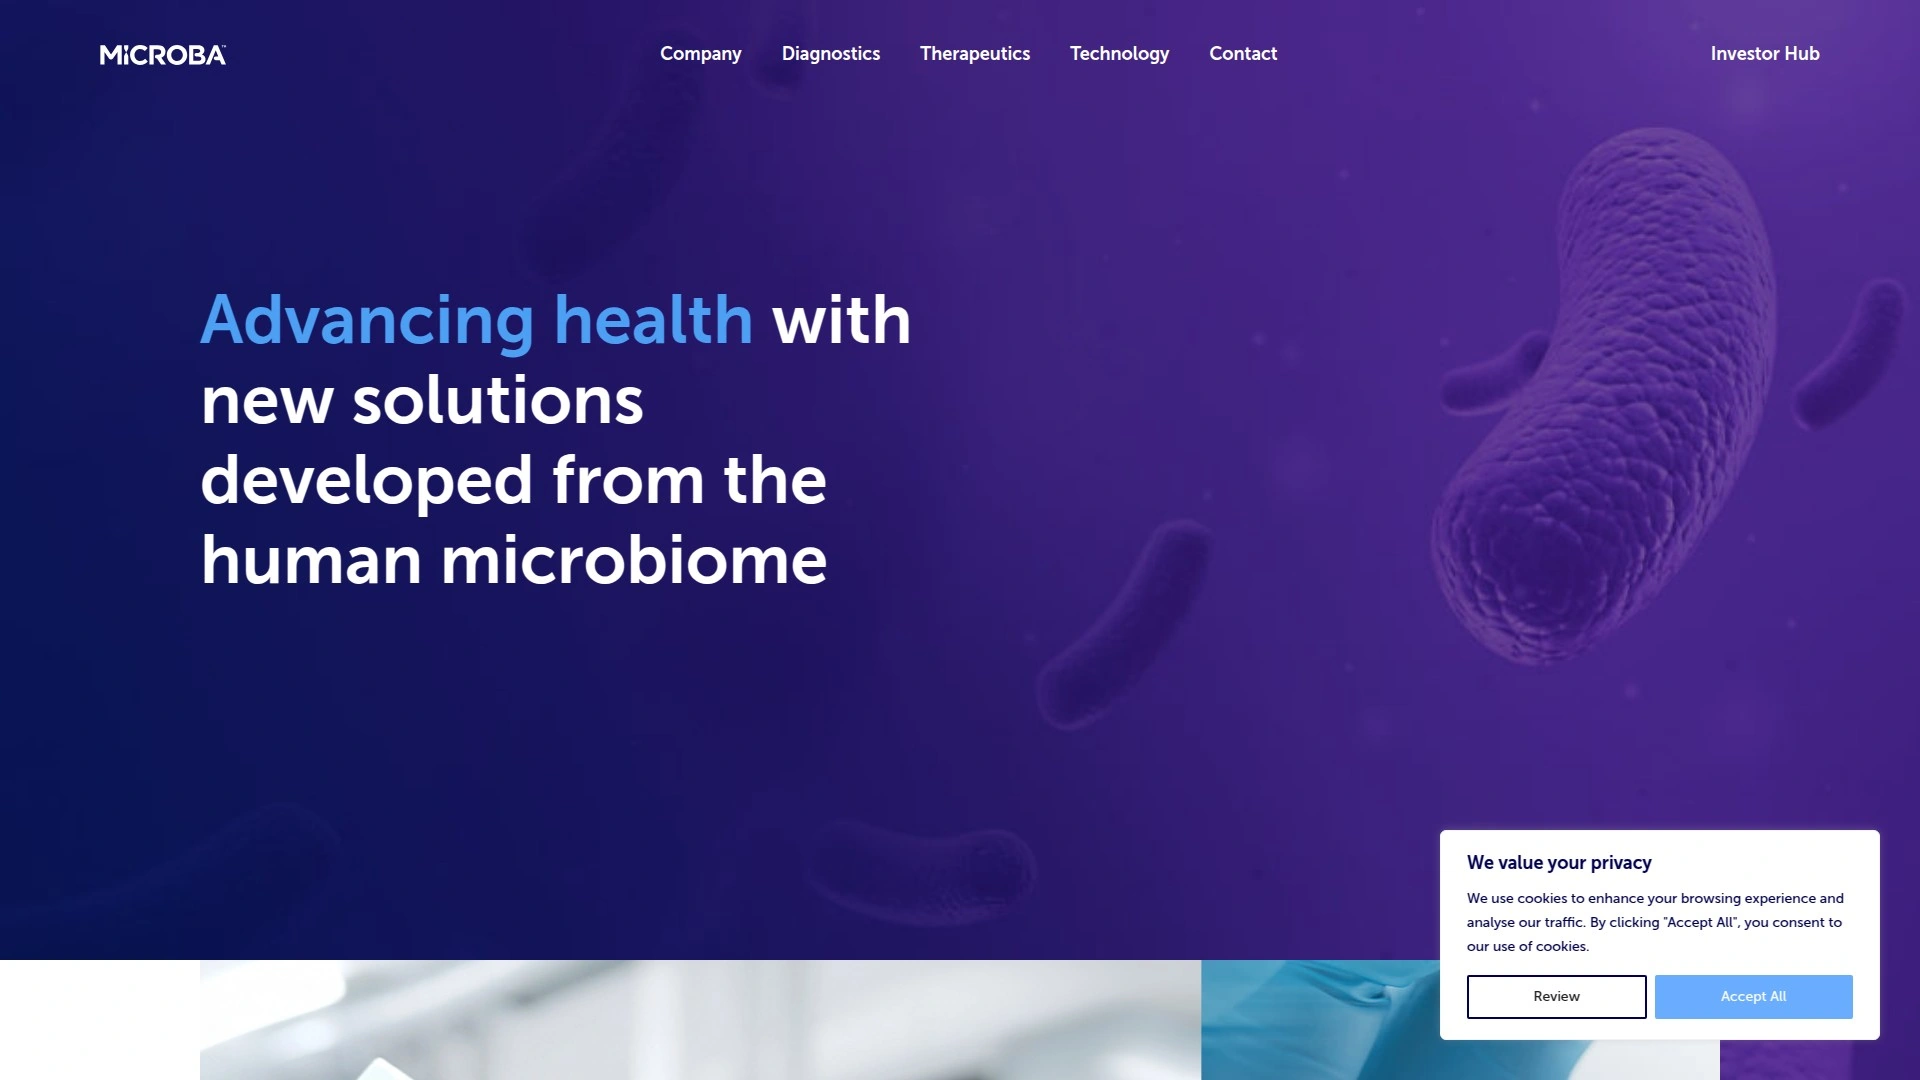 MICROBA™
Company
Diagnostics
Therapeutics
Technology
Contact
Investor Hub
Advancing health with
new solutions
developed from the
human microbiome
We value your privacy
We use cookies to enhance your browsing experience and
analyse our traffic. By clicking "Accept All", you consent to
our use of cookies.
Review
Accept All